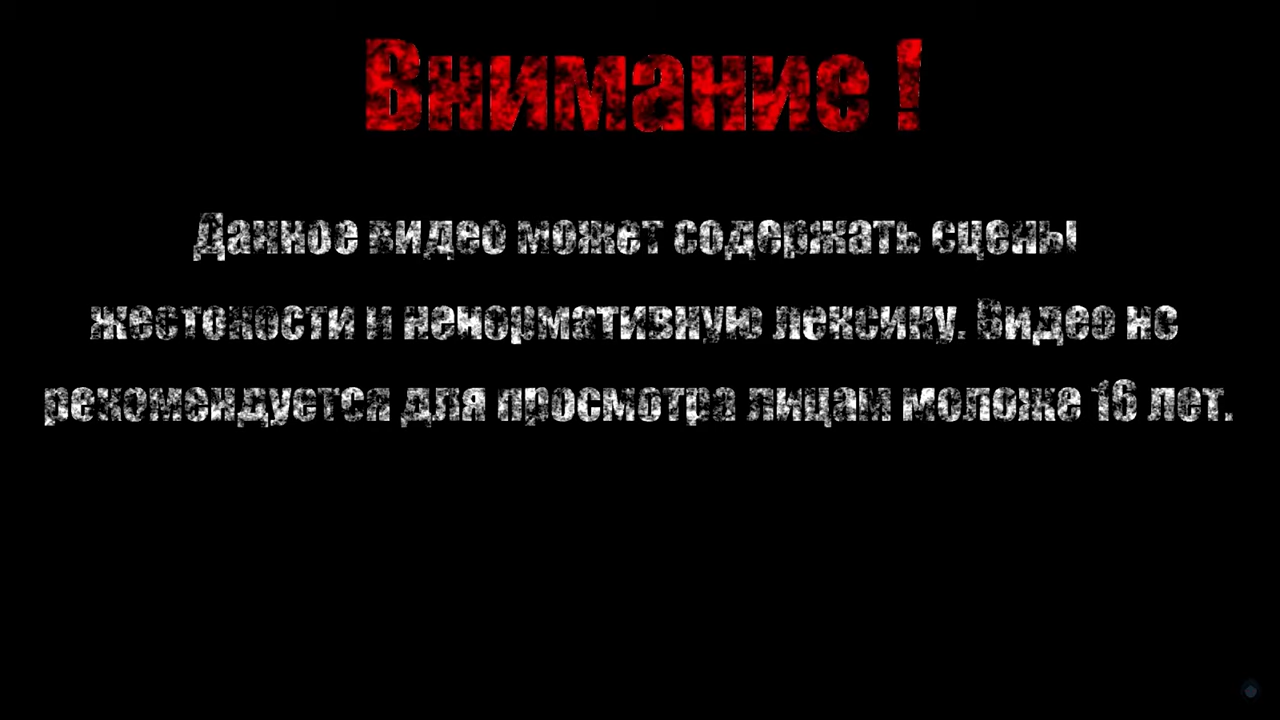 Внимание !
Данное видео может содержать сцены
жестокости и ненормативную лексику. Видео не
рекомендуется для просмотра лицам моложе 16 лет.